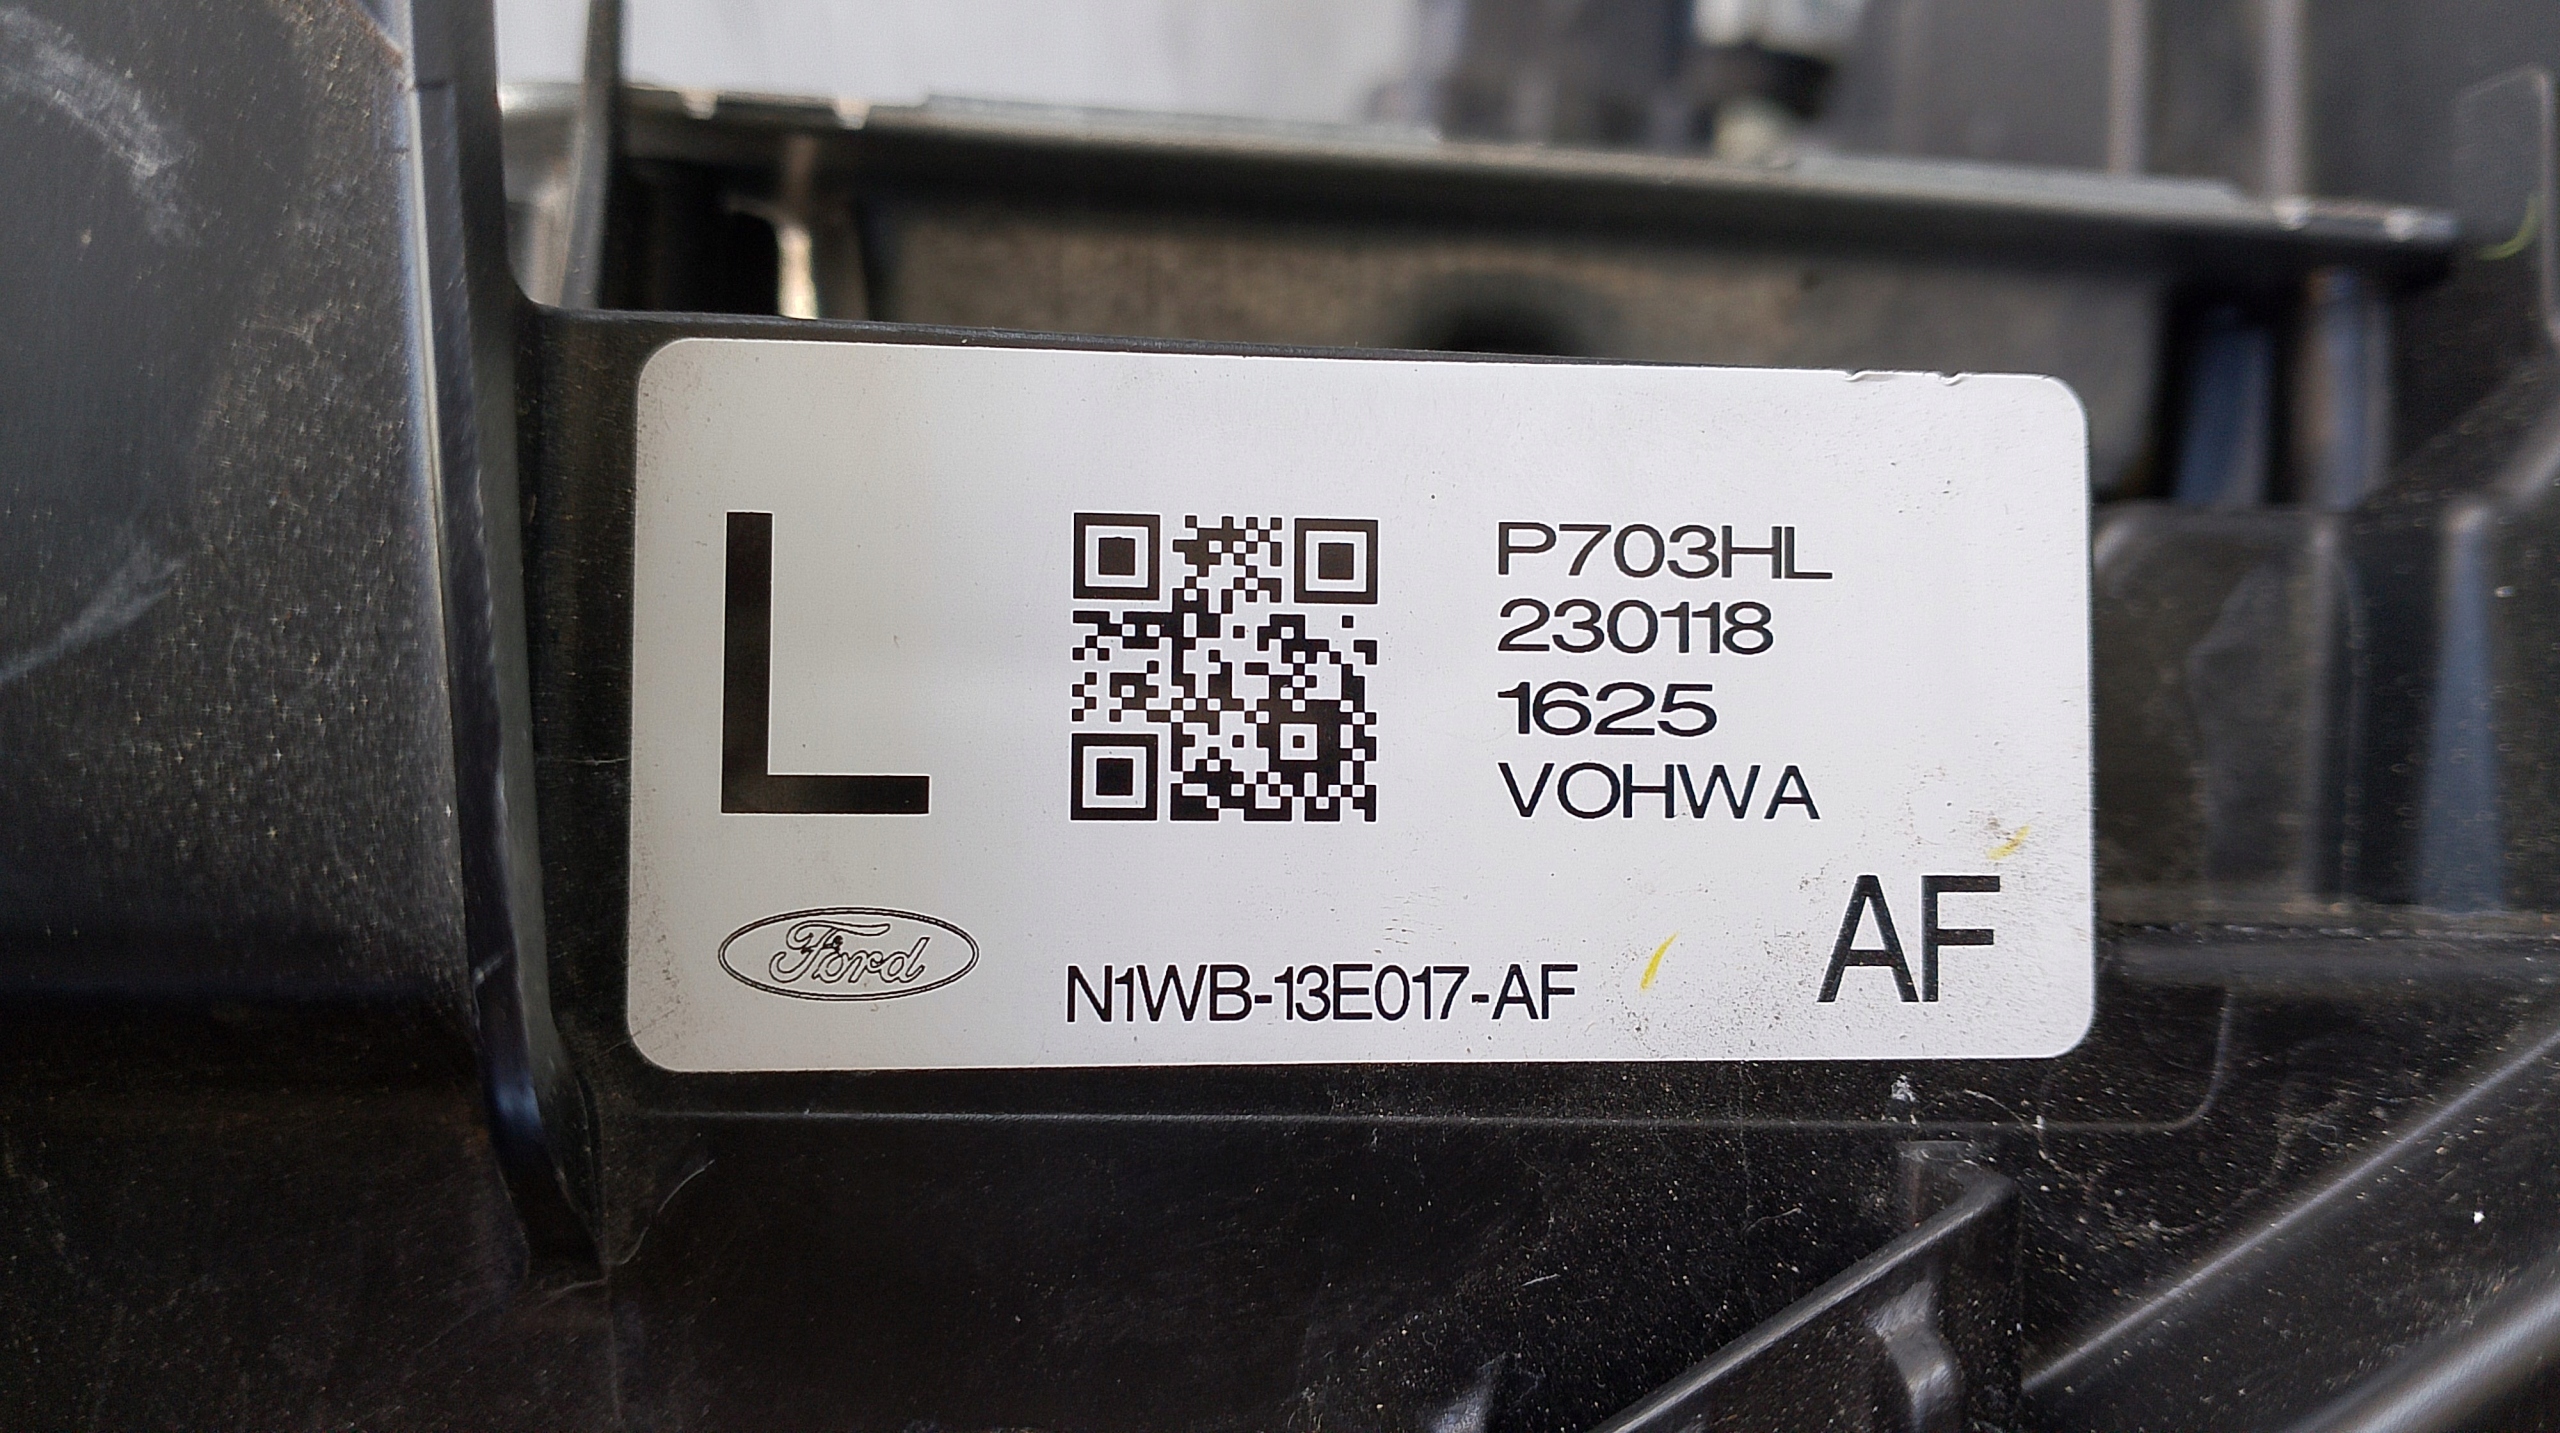 L
P703HL
230118
1625
VOHWA
AF
Ford
N1WB-13E017-AF